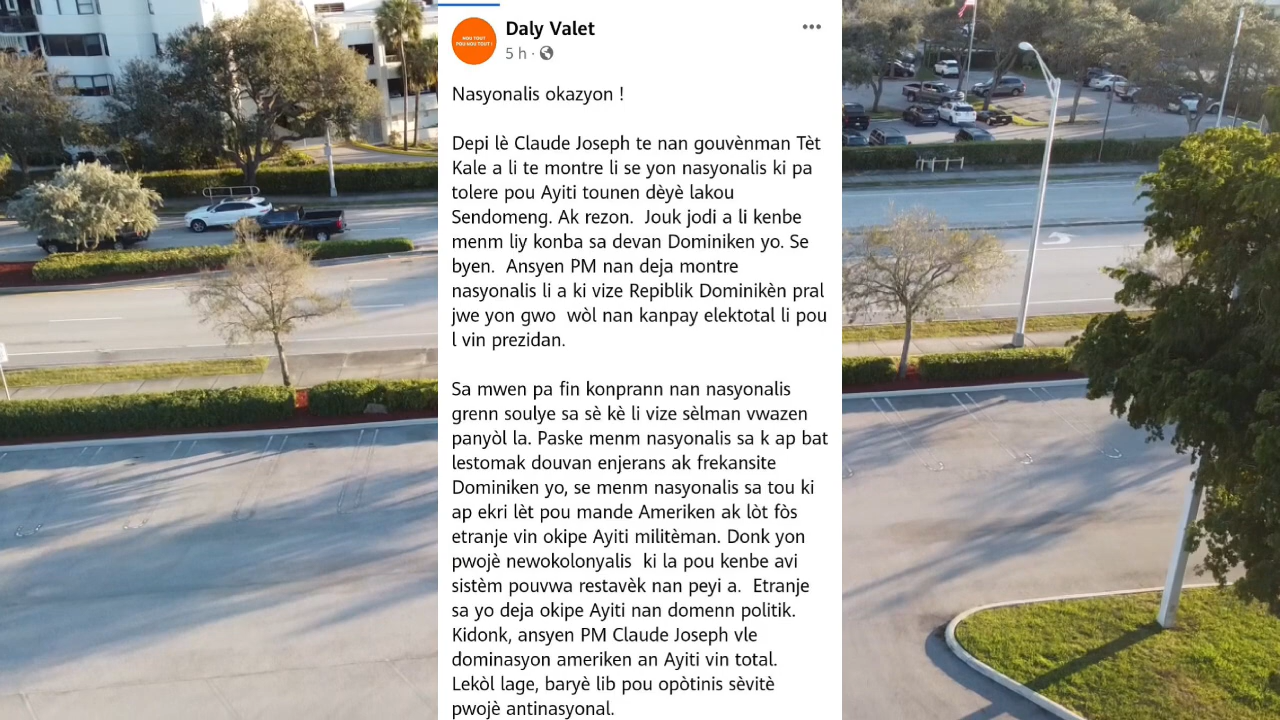 Daly Valet
5 h ·
NOU TOUT
POU NOU TOUT !
Nasyonalis okazyon !
Depi lè Claude Joseph te nan gouvènman Tèt
Kale a li te montre li se yon nasyonalis ki pa
tolere pou Ayiti tounen dèyè lakou
Sendomeng. Ak rezon. Jouk jodi a li kenbe
menm liy konba sa devan Dominiken yo. Se
byen. Ansyen PM nan deja montre
nasyonalis li a ki vize Repiblik Dominikèn pral
jwe yon gwo wòl nan kanpay elektotal li pou
l vin prezidan.
Sa mwen pa fin konprann nan nasyonalis
grenn soulye sa sè kè li vize sèlman vwazen
panyòl la. Paske menm nasyonalis sa k ap bat
lestomak douvan enjerans ak frekansite
Dominiken yo, se menm nasyonalis sa tou ki
ap ekri lèt pou mande Ameriken ak lòt fòs
etranje vin okipe Ayiti militèman. Donk yon
pwojè newokolonyalis ki la pou kenbe avi
sistèm pouvwa restavèk nan peyi a. Etranje
sa yo deja okipe Ayiti nan domenn politik.
Kidonk, ansyen PM Claude Joseph vle
dominasyon ameriken an Ayiti vin total.
Lekòl lage, baryè lib pou opòtinis sèvitè
pwojè antinasyonal.